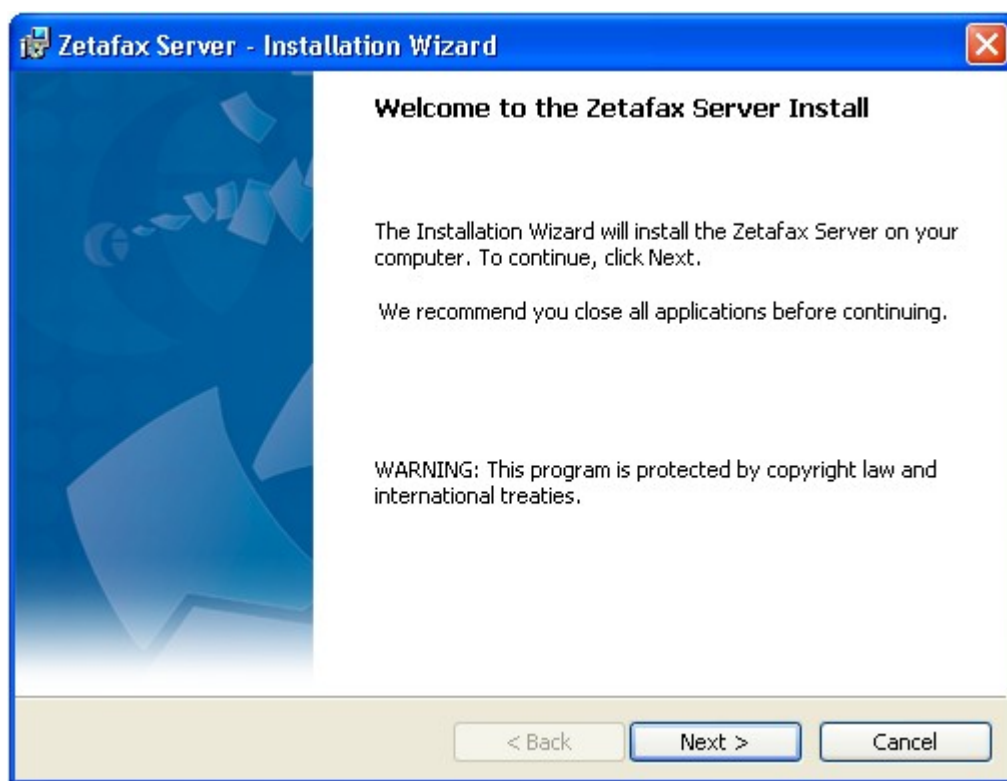 Zetafax Server - Installation Wizard
Welcome to the Zetafax Server Install
The Installation Wizard will install the Zetafax Server on your
computer. To continue, click Next.
We recommend you close all applications before continuing.
WARNING: This program is protected by copyright law and
international treaties.
< Back Next > Cancel